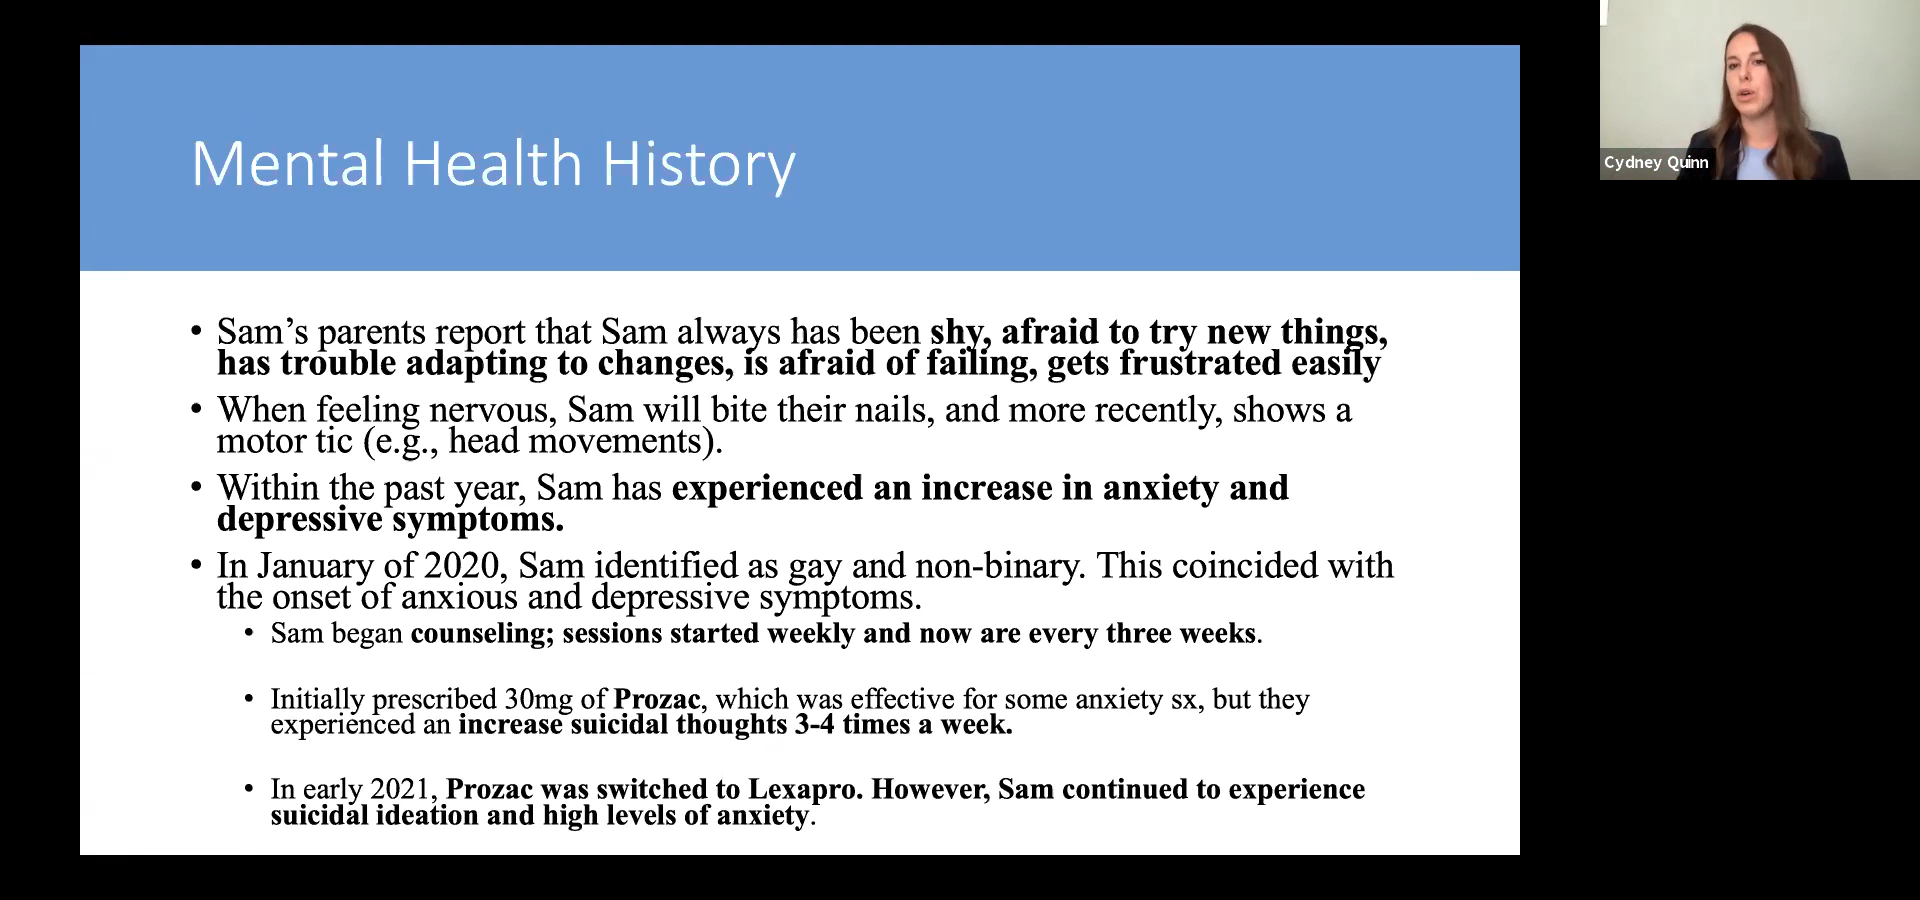 Mental Health History
Cydney Quinn
• Sam’s parents report that Sam always has been shy, afraid to try new things,
has trouble adapting to changes, is afraid of failing, gets frustrated easily
• When feeling nervous, Sam will bite their nails, and more recently, shows a
motor tic (e.g., head movements).
• Within the past year, Sam has experienced an increase in anxiety and
depressive symptoms.
• In January of 2020, Sam identified as gay and non-binary. This coincided with
the onset of anxious and depressive symptoms.
• Sam began counseling; sessions started weekly and now are every three weeks.
• Initially prescribed 30mg of Prozac, which was effective for some anxiety sx, but they
experienced an increase suicidal thoughts 3-4 times a week.
• In early 2021, Prozac was switched to Lexapro. However, Sam continued to experience
suicidal ideation and high levels of anxiety.